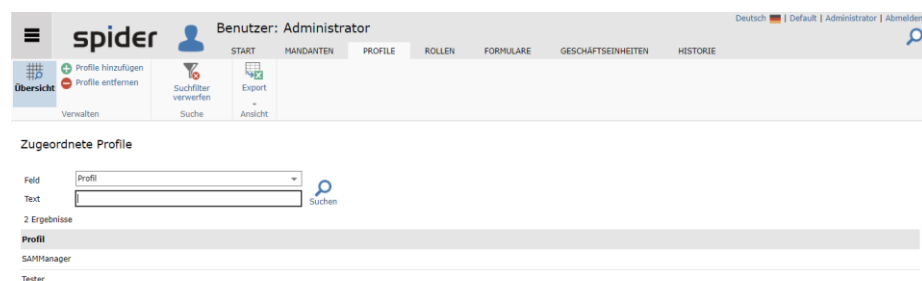 Deutsch | Default | Administrator | Abmelden
spider
Benutzer: Administrator
START MANDANTEN PROFILE ROLLEN FORMULARE GESCHÄFTSEINHEITEN HISTORIE
Übersicht
Profile hinzufügen
Profile entfernen
Verwalten
Suchfilter
verwerfen
Suche
Export
Ansicht
Zugeordnete Profile
Feld Profil
Text
Suchen
2 Ergebnisse
Profil
SAMManager
Tester